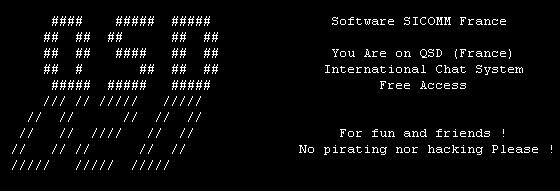 QSD
Software SICOMM France
You Are on QSD (France)
International Chat System
Free Access
For fun and friends !
No pirating nor hacking Please !